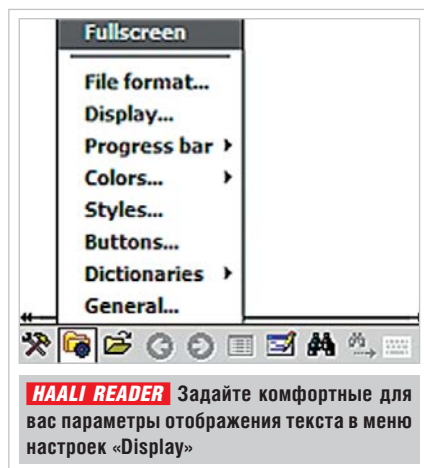 Fullscreen
File format...
Display...
Progress bar
Colors...
Styles...
Buttons...
Dictionaries
General...
HAALI READER Задайте комфортные для
вас параметры отображения текста в меню
настроек «Display»